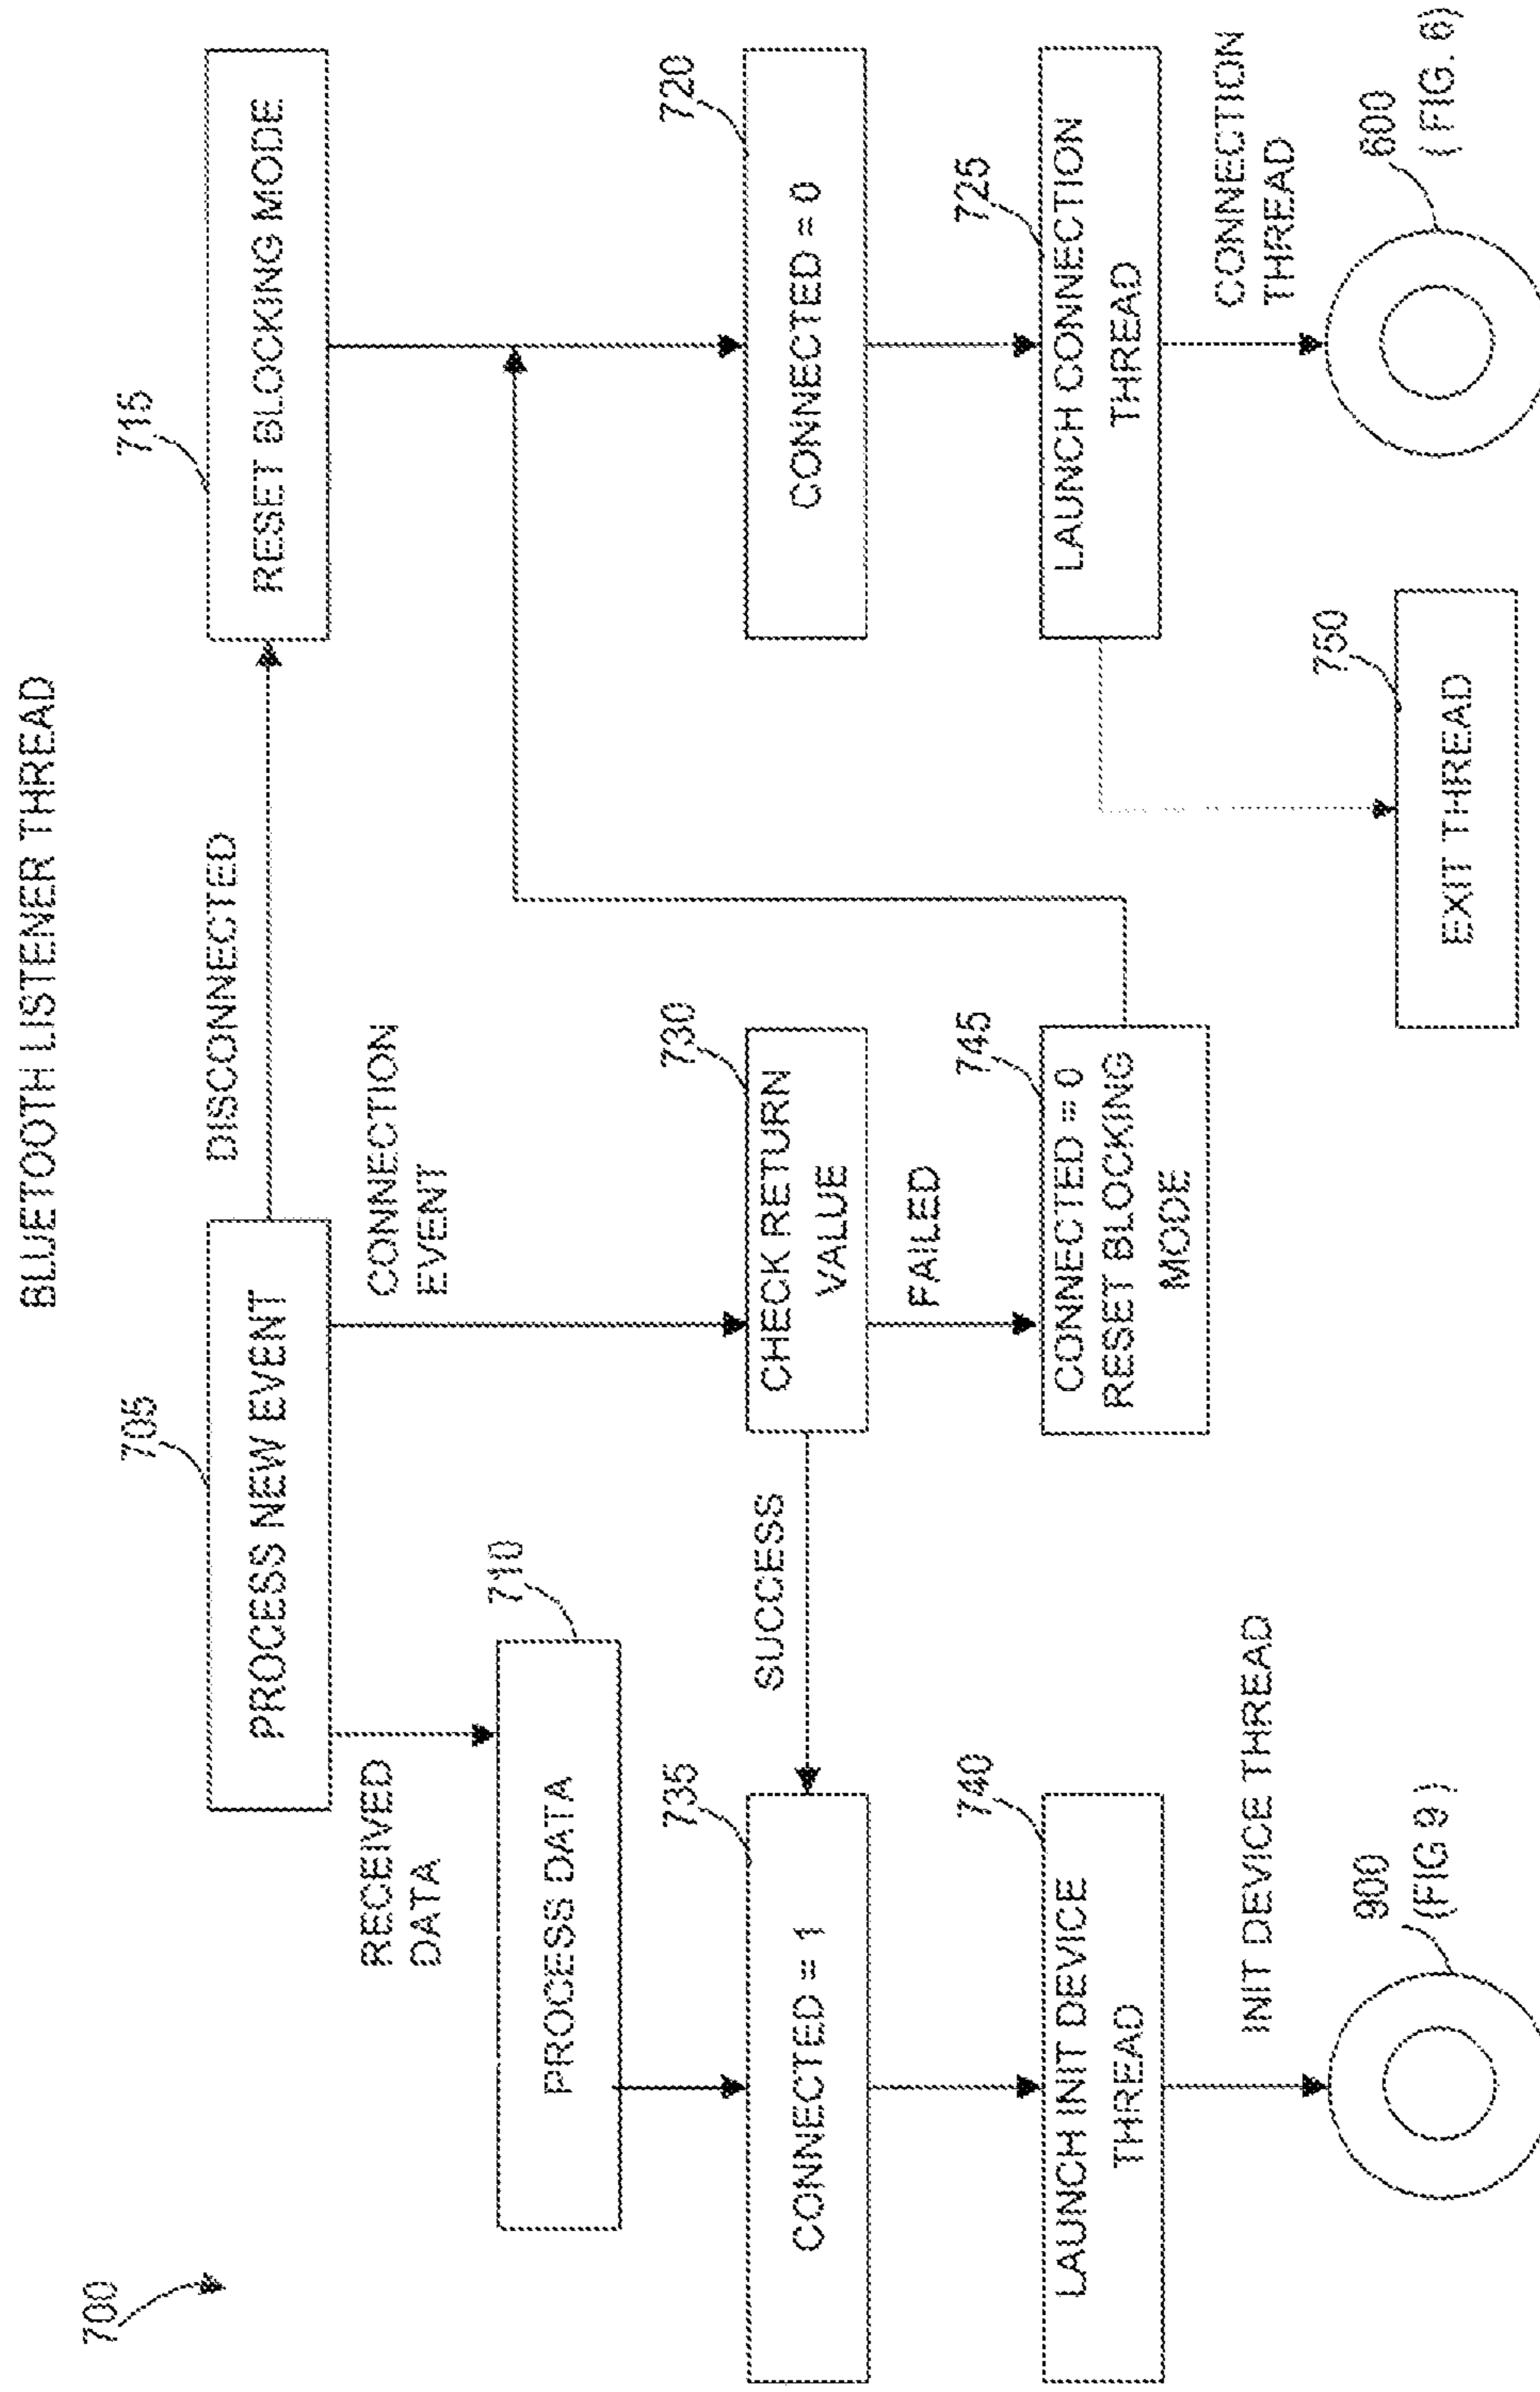 700
BLUETOOTH LISTENER THREAD
705
PROCESS NEW EVENT
DISCONNECTED
715
RESET BLOCKING MODE
RECEIVED
DATA
CONNECTION
EVENT
710
PROCESS DATA
735
CONNECTED = 1
SUCCESS
730
CHECK RETURN
VALUE
720
CONNECTED = 0
FAILED
740
LAUNCH INIT DEVICE
THREAD
745
CONNECTED = 0
RESET BLOCKING
MODE
725
LAUNCH CONNECTION
THREAD
INIT DEVICE THREAD
CONNECTION
THREAD
900
(FIG 9 )
750
EXIT THREAD
600
( FIG. 6)